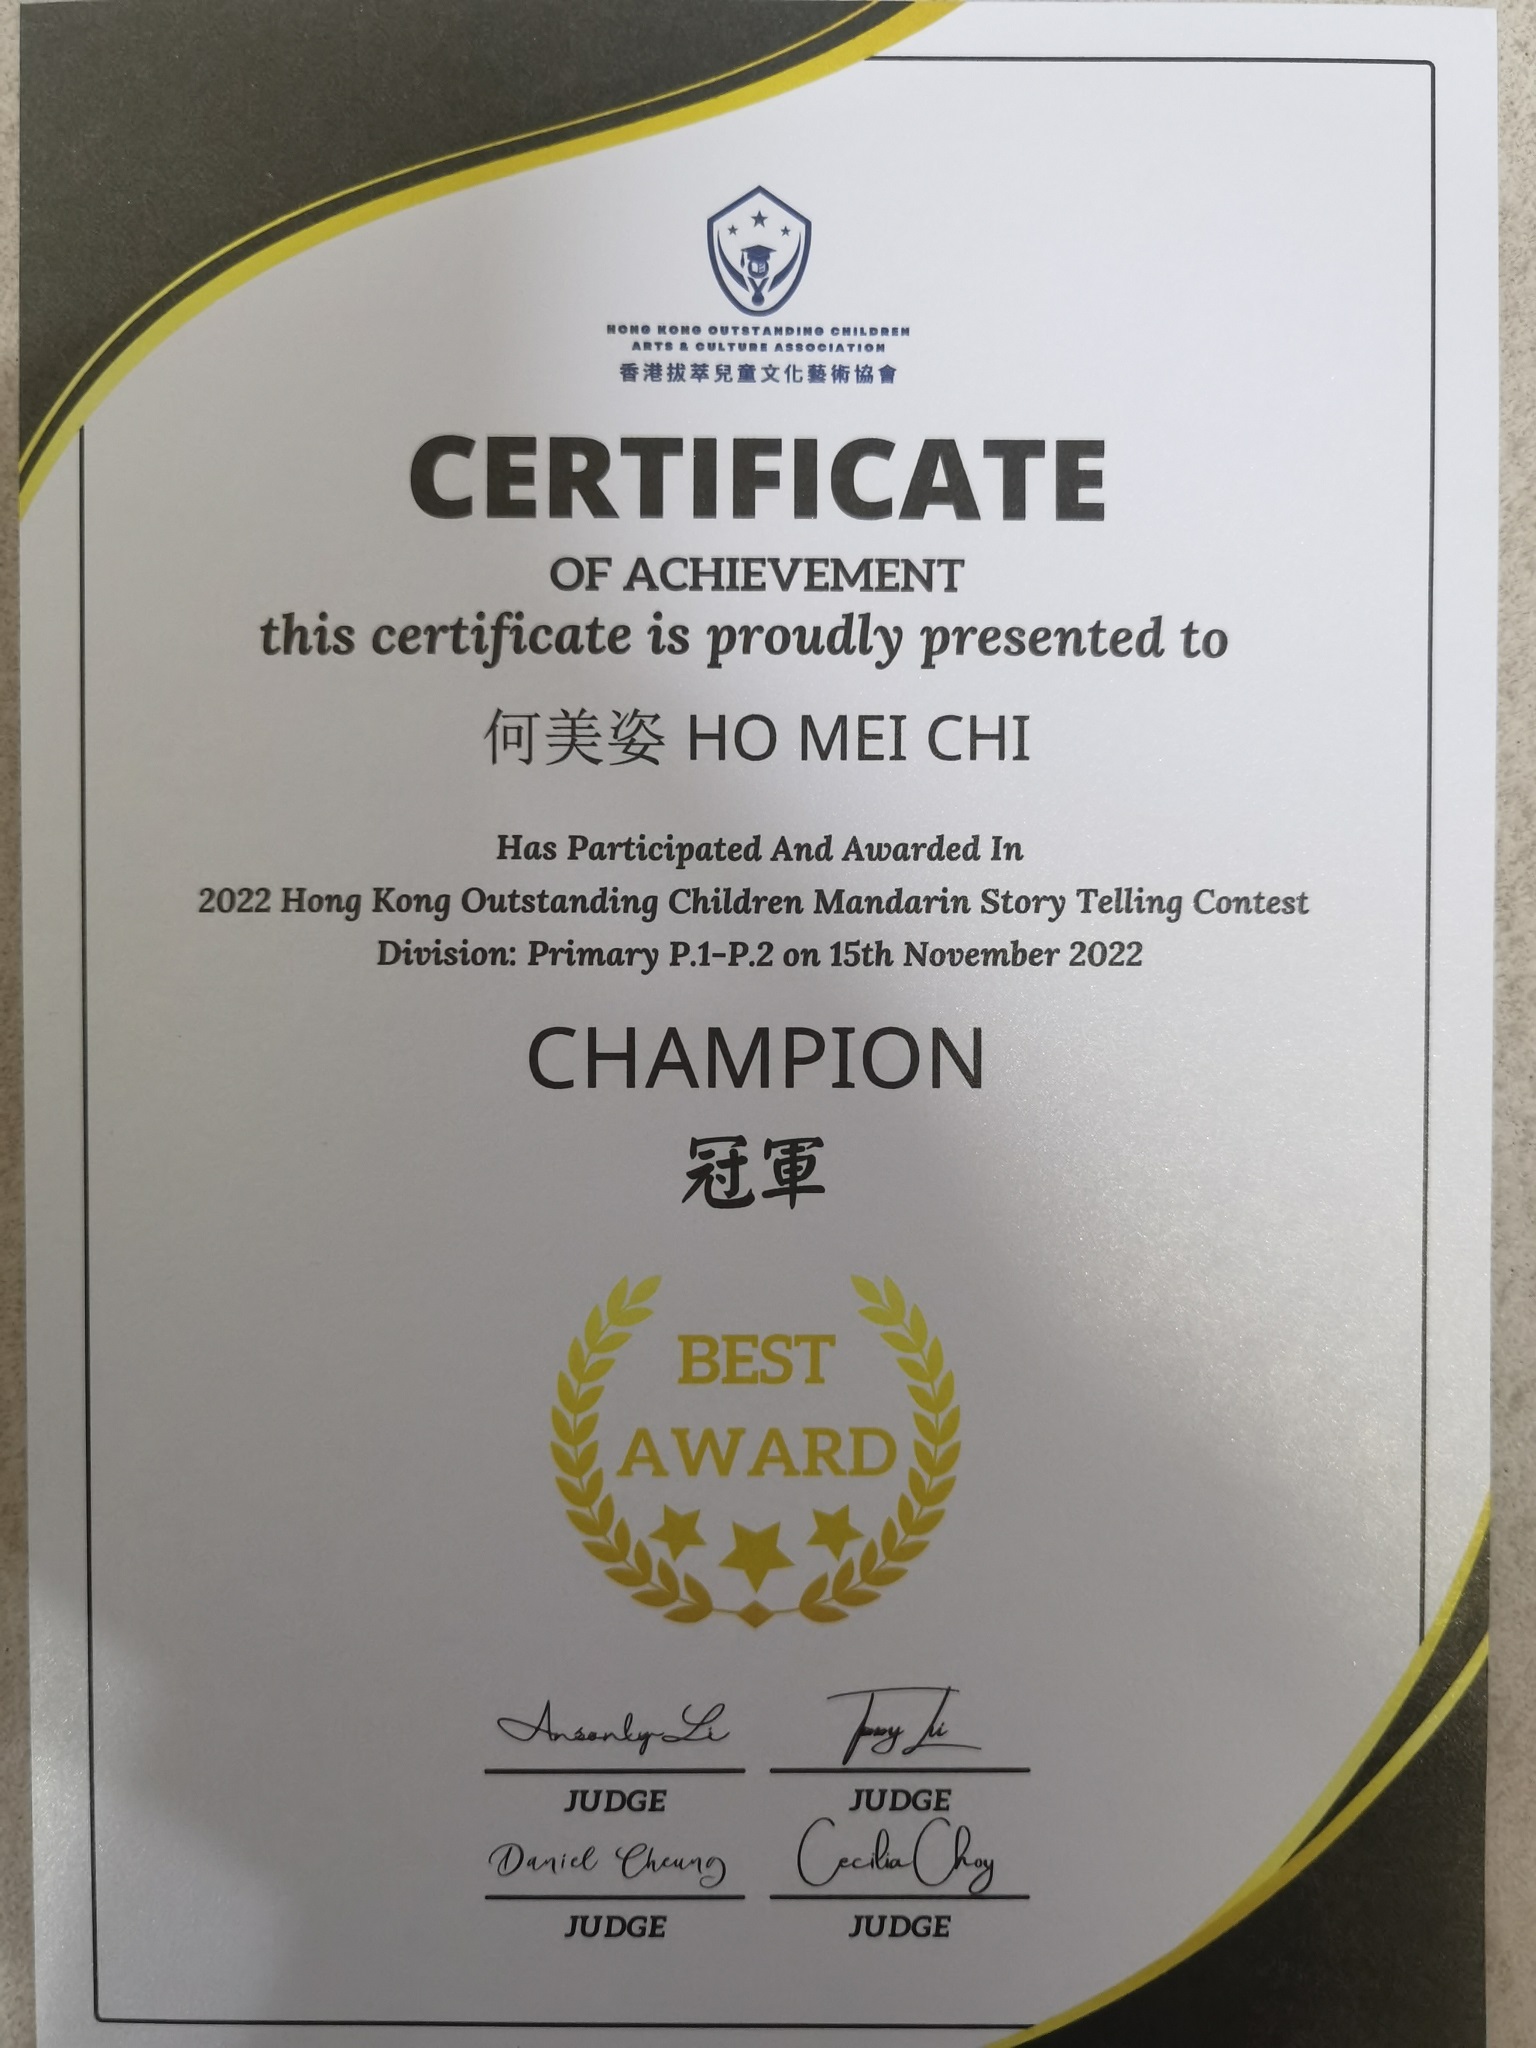 HONG KONG OUTSTANDING CHILDREN
ARTS & CULTURE ASSOCIATION
香港拔萃兒童文化藝術協會
CERTIFICATE
OF ACHIEVEMENT
this certificate is proudly presented to
何美姿 HO MEI CHI
Has Participated And Awarded In
2022 Hong Kong Outstanding Children Mandarin Story Telling Contest
Division: Primary P.1-P.2 on 15th November 2022
CHAMPION
冠軍
BEST
AWARD
Li
JUDGE JUDGE
Daniel Cheung Cecilia Choy
JUDGE JUDGE